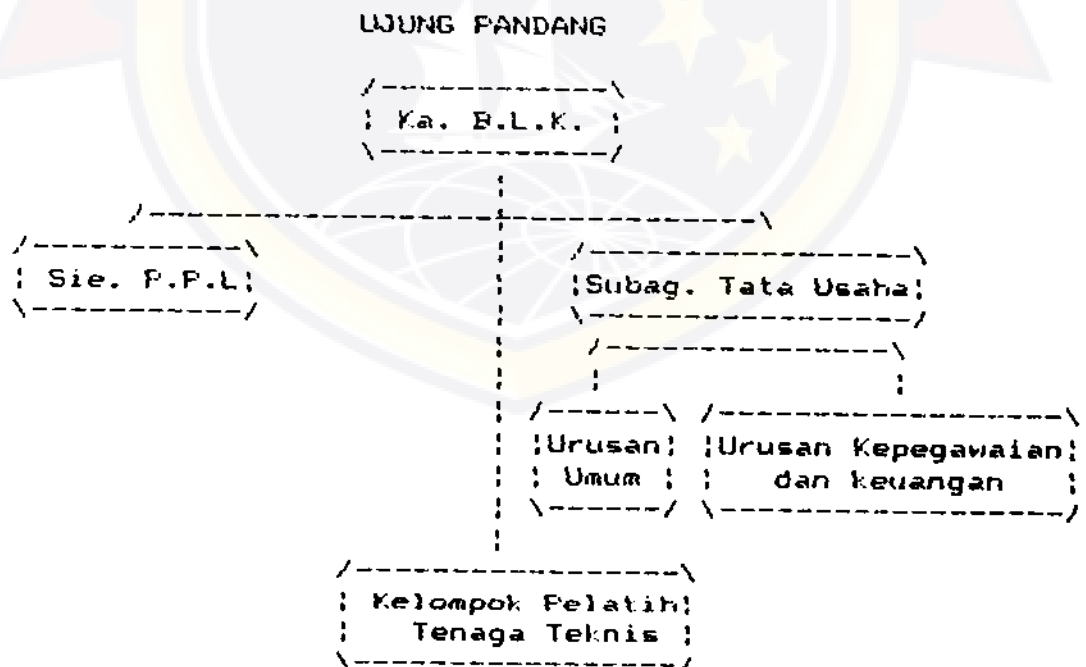 UJUNG PANDANG
Ka. B.L.K.
Sie. P.P.L
Subag. Tata Usaha
Urusan
Umum
Urusan Kepegawaian
dan keuangan
Kelompok Pelatih
Tenaga Teknis